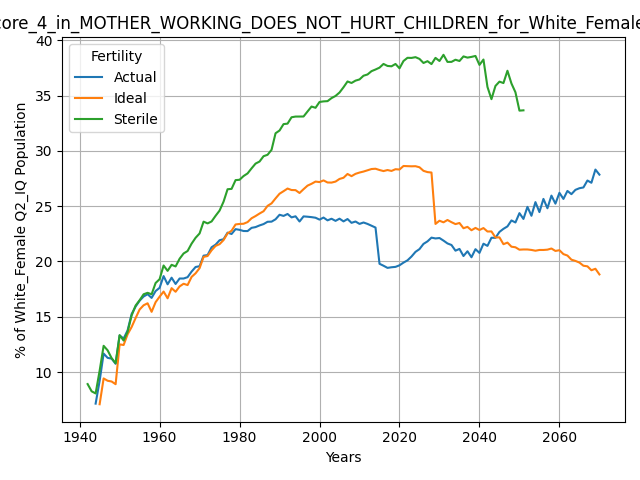 core_4_in_MOTHER_WORKING_DOES_NOT_HURT_CHILDREN_for_White_Female
Fertility
Actual
Ideal
Sterile
% of White_Female Q2_IQ Population
40
35
30
25
20
15
10
1940
1960
1980
2000
2020
2040
2060
Years